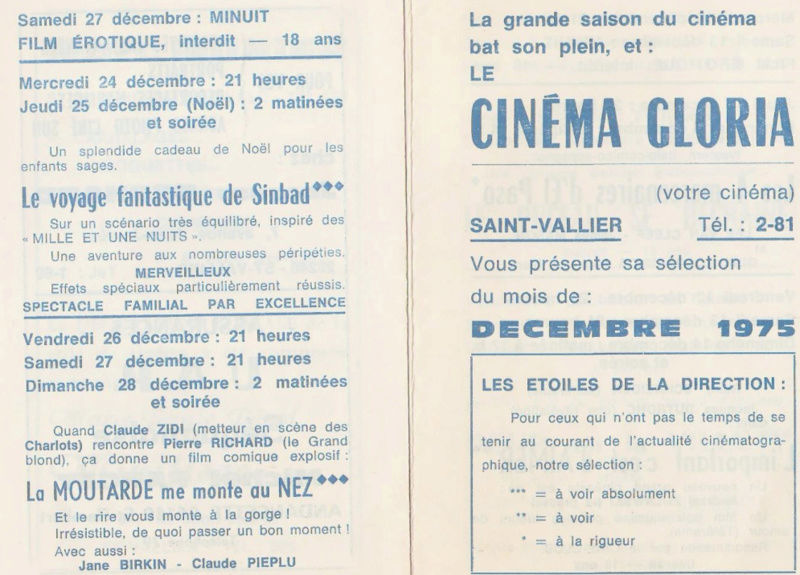 Samedi 27 décembre : MINUIT
FILM ÉROTIQUE, interdit — 18 ans
Mercredi 24 décembre : 21 heures
Jeudi 25 décembre (Noël) : 2 matinées
et soirée
Un splendide cadeau de Noël pour les
enfants sages.
Le voyage fantastique de Sinbad***
Sur un scénario très équilibré, inspiré des
« MILLE ET UNE NUITS ».
Une aventure aux nombreuses péripéties.
MERVEILLEUX
Effets spéciaux particulièrement réussis.
SPECTACLE FAMILIAL PAR EXCELLENCE
Vendredi 26 décembre : 21 heures
Samedi 27 décembre : 21 heures
Dimanche 28 décembre : 2 matinées
et soirée
Quand Claude ZIDI (metteur en scène des
Charlots) rencontre Pierre RICHARD (le Grand
blond), ça donne un film comique explosif :
La MOUTARDE me monte au NEZ***
Et le rire vous monte à la gorge !
Irrésistible, de quoi passer un bon moment !
Avec aussi :
Jane BIRKIN - Claude PIEPLU
La grande saison du cinéma
bat son plein, et :
LE
CINÉMA GLORIA
(votre cinéma)
SAINT-VALLIER Tél. : 2-81
Vous présente sa sélection
du mois de :
DECEMBRE 1975
LES ETOILES DE LA DIRECTION :
Pour ceux qui n'ont pas le temps de se
tenir au courant de l'actualité cinématogra-
phique, notre sélection :
*** = à voir absolument
** = à voir
* = à la rigueur